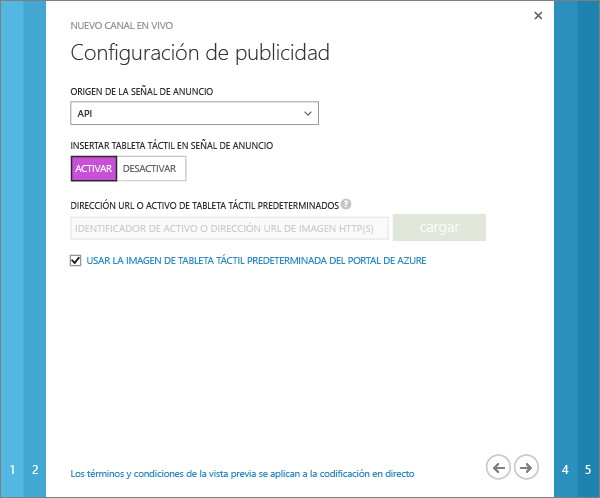 NUEVO CANAL EN VIVO
Configuración de publicidad
ORIGEN DE LA SEÑAL DE ANUNCIO
API
INSERTAR TABLETA TÁCTIL EN SEÑAL DE ANUNCIO
ACTIVAR DESACTIVAR
DIRECCIÓN URL O ACTIVO DE TABLETA TÁCTIL PREDETERMINADOS ?
IDENTIFICADOR DE ACTIVO O DIRECCIÓN URL DE IMAGEN HTTP(S) cargar
USAR LA IMAGEN DE TABLETA TÁCTIL PREDETERMINADA DEL PORTAL DE AZURE
1 2 4 5
Los términos y condiciones de la vista previa se aplican a la codificación en directo